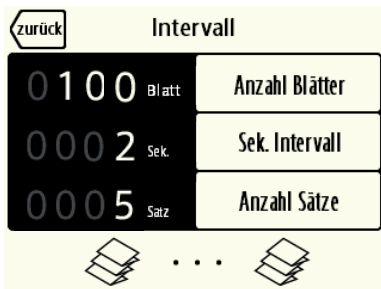 zurück Intervall
0100 Blatt Anzahl Blätter
0002 Sek. Sek. Intervall
0005 Satz Anzahl Sätze
...